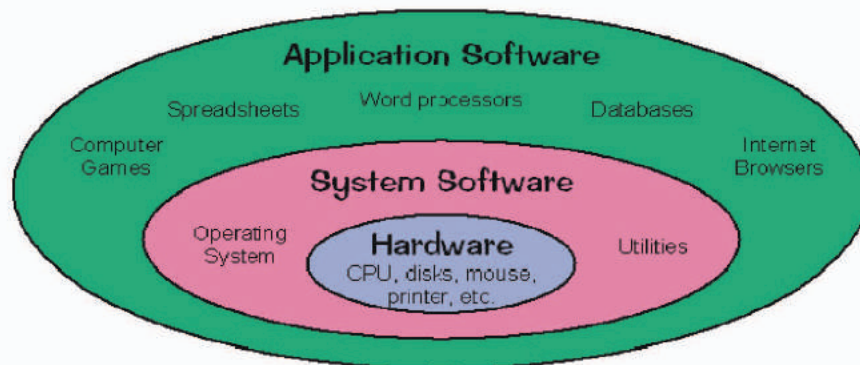 Application Software
Spreadsheets
Word processors
Databases
Computer
Games
Internet
Browsers
System Software
Operating
System
Utilities
Hardware
CPU, disks, mouse,
printer, etc.